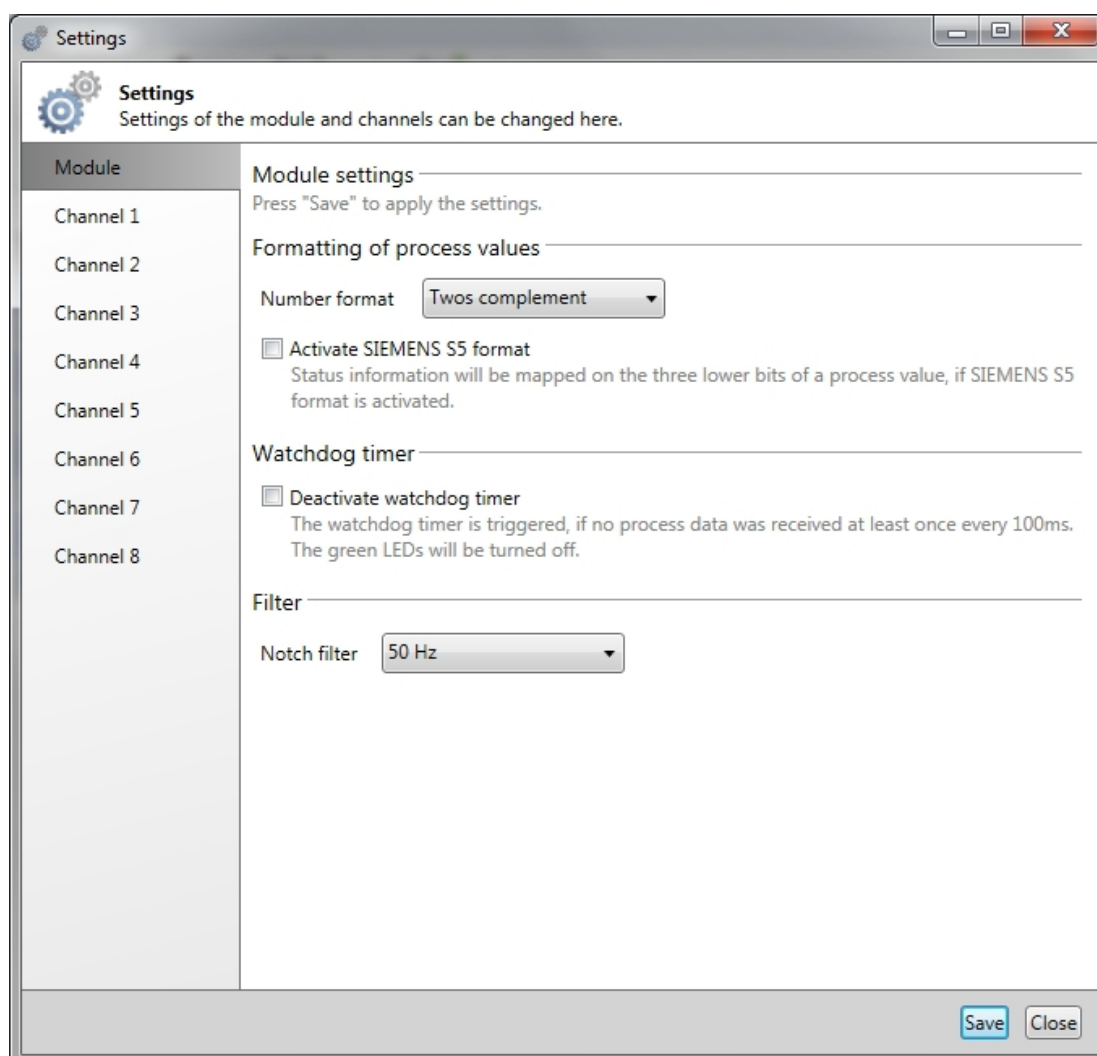 Settings
Settings
Settings of the module and channels can be changed here.
Module
Channel 1
Channel 2
Channel 3
Channel 4
Channel 5
Channel 6
Channel 7
Channel 8
Module settings
Press "Save" to apply the settings.
Formatting of process values
Number format Twos complement
Activate SIEMENS S5 format
Status information will be mapped on the three lower bits of a process value, if SIEMENS S5
format is activated.
Watchdog timer
Deactivate watchdog timer
The watchdog timer is triggered, if no process data was received at least once every 100ms.
The green LEDs will be turned off.
Filter
Notch filter 50 Hz
Save Close